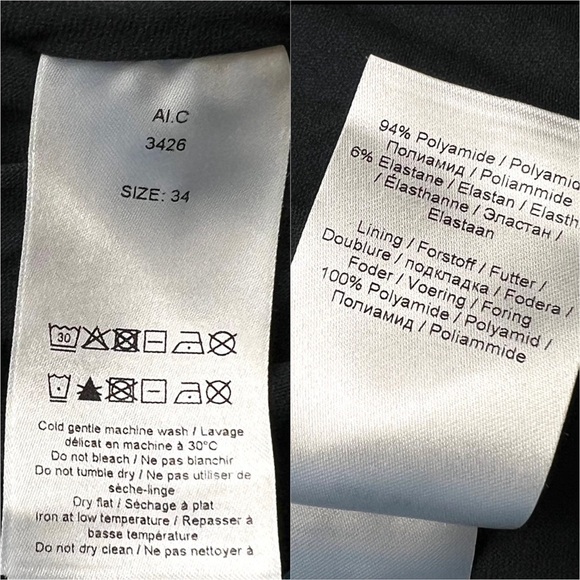 AI.C
3426
SIZE: 34
30
Cold gentle machine wash / Lavage
délicat en machine à 30°C
Do not bleach / Ne pas blanchir
Do not tumble dry / Ne pas utiliser de
sèche-linge
Dry flat / Séchage à plat
Iron at low temperature / Repasser à
basse température
Do not dry clean / Ne pas nettoyer à
94% Polyamide / Polyamid
Полиамид / Poliammide
6% Elastane / Elastan / Elasth
/ Élasthanne / Эластан /
Elastaan
Lining / Forstoff / Futter /
Doublure / подкладка / Fodera /
Foder / Voering / Foring
100% Polyamide / Polyamid /
Полиамид / Poliammide